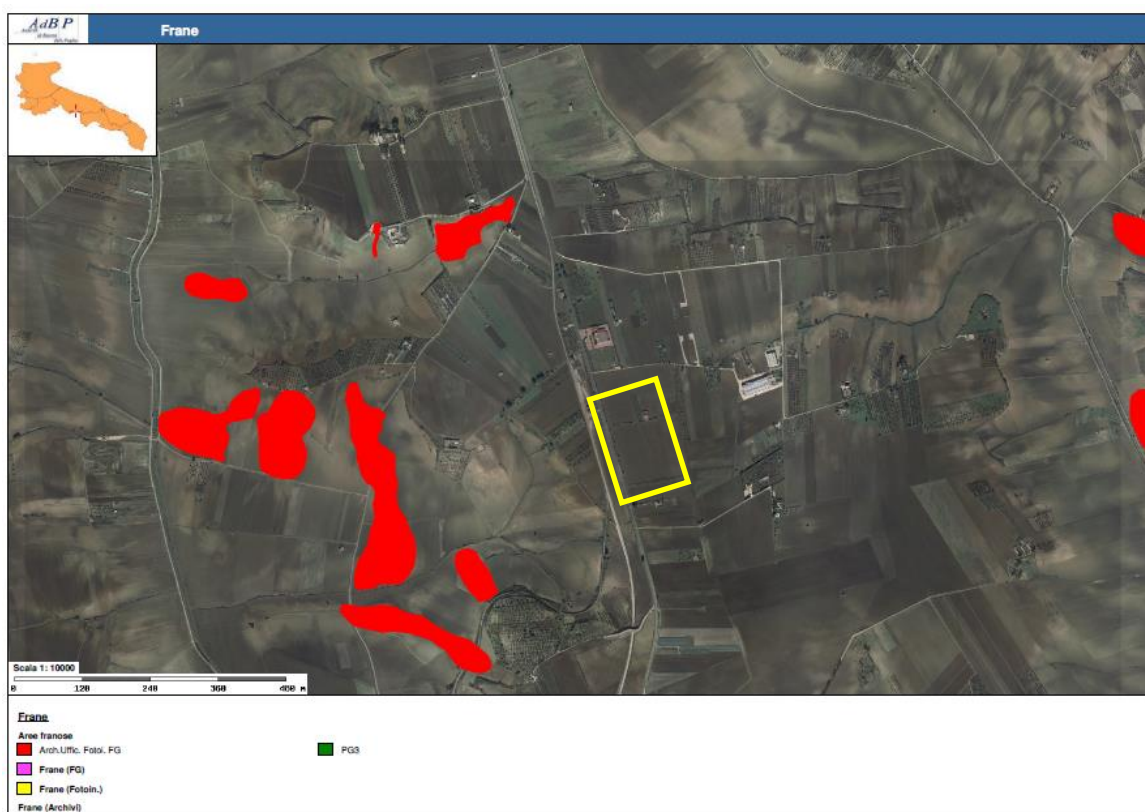 AdB P
Frane
Scala 1: 10000
0 120 240 360 480 m
Frane
Aree franose
Arch.Uffic. Fotoi. FG
PG3
Frane (FG)
Frane (Fotoin.)
Frane (Archivi)